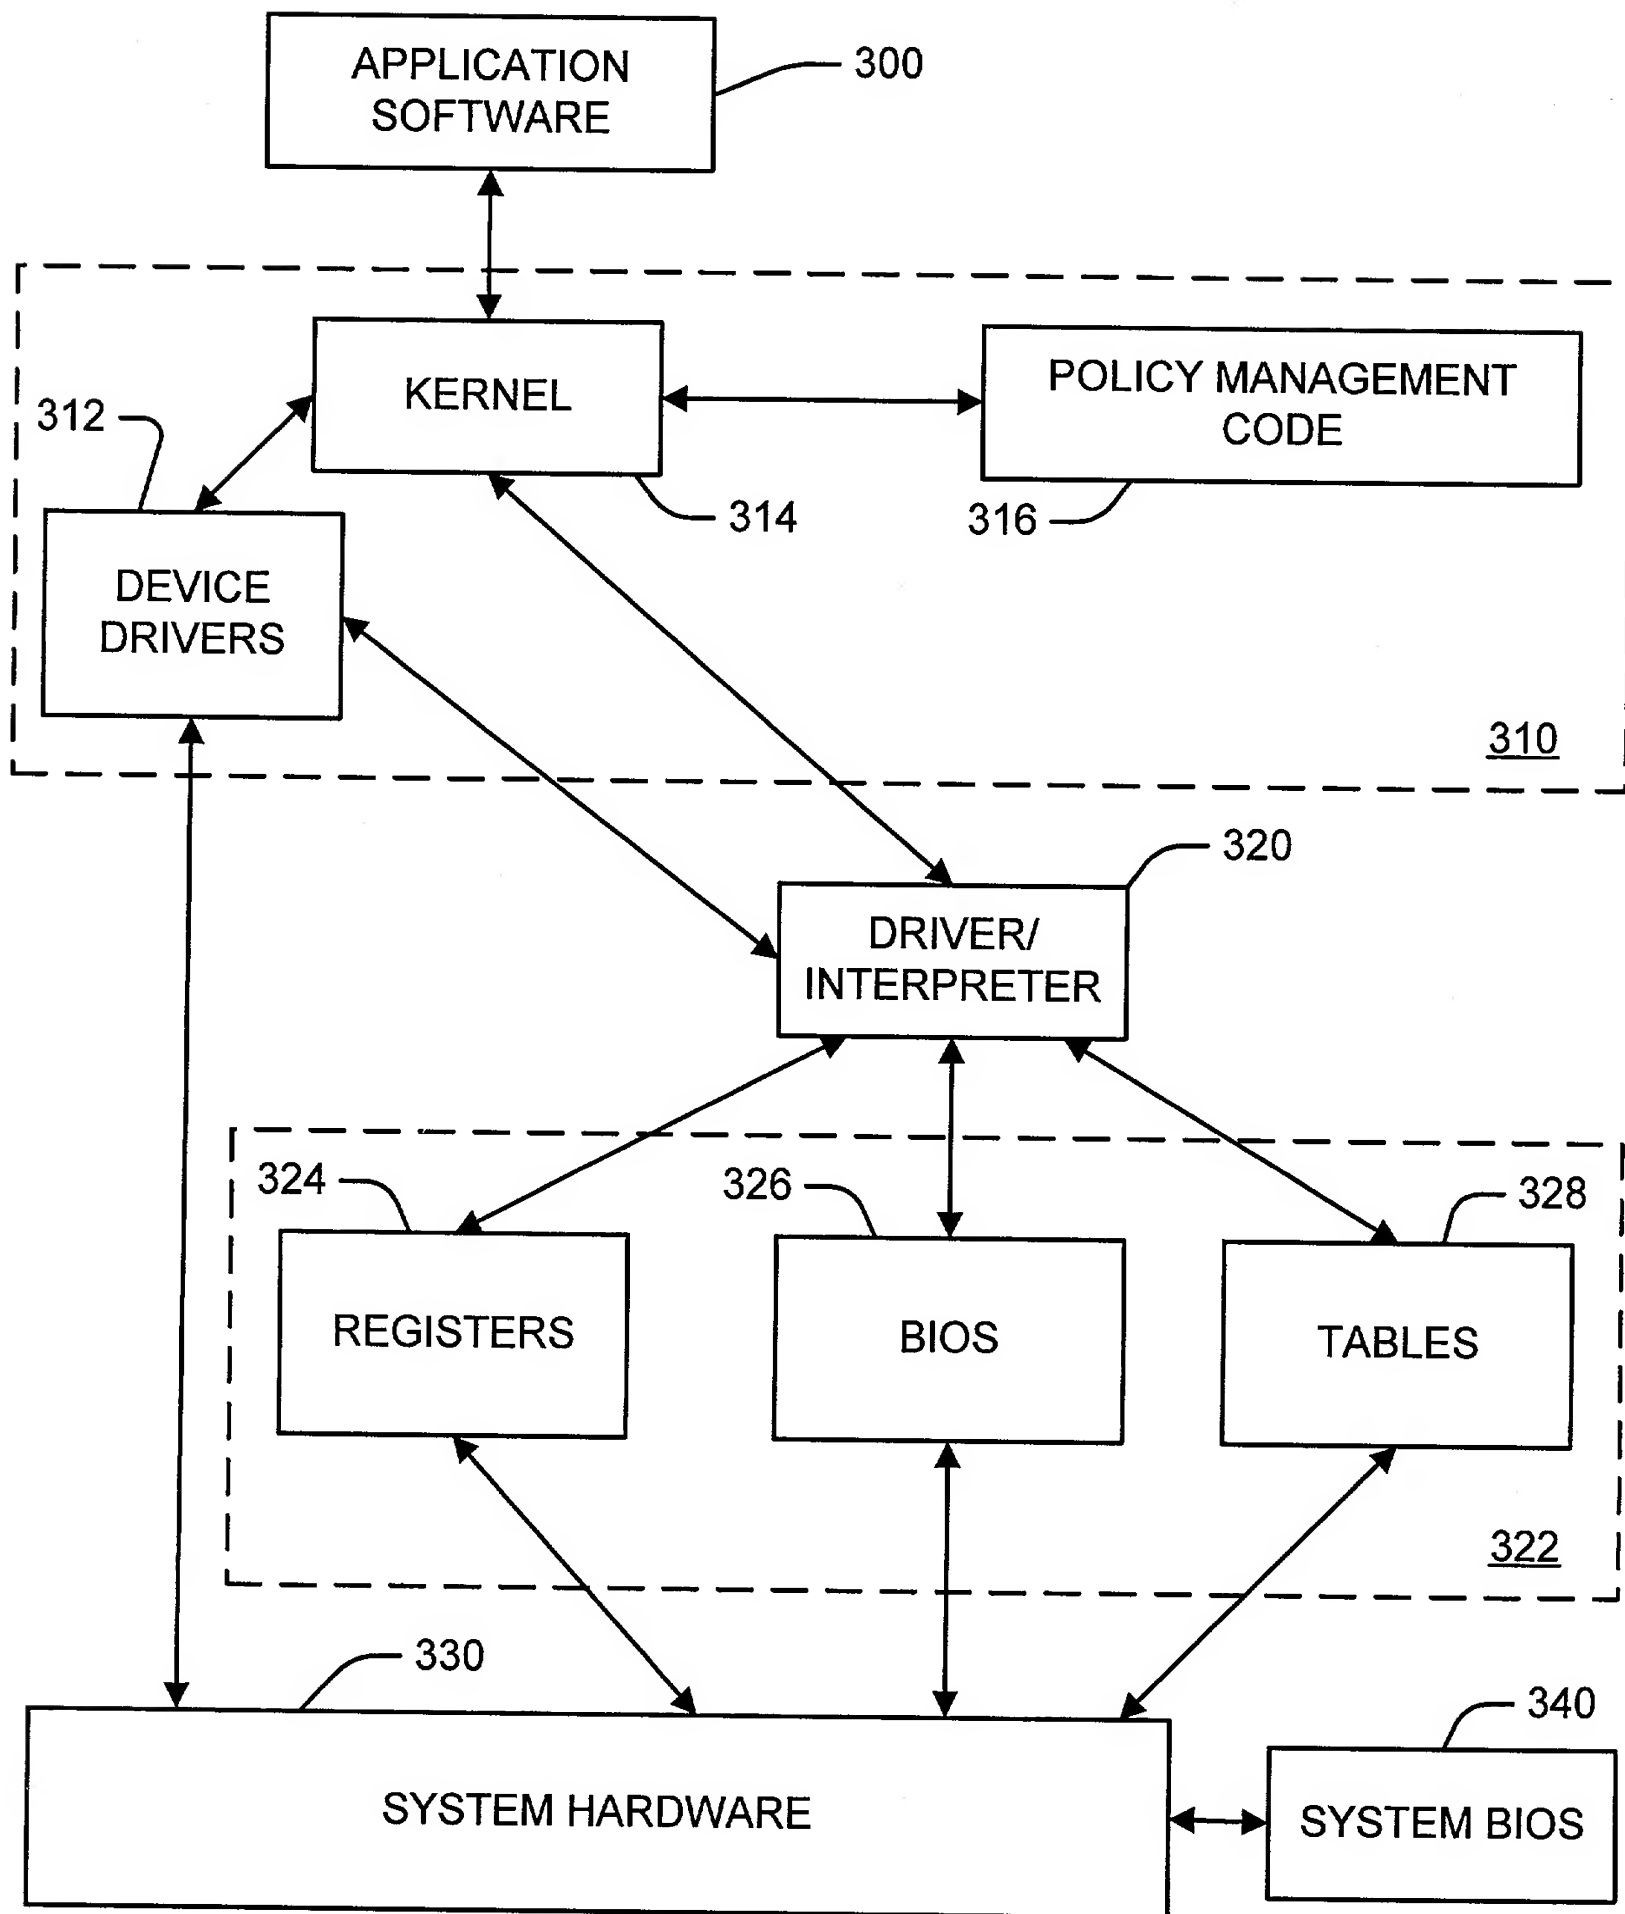 APPLICATION
SOFTWARE
300
KERNEL
POLICY MANAGEMENT
CODE
312
314
316
DEVICE
DRIVERS
310
320
DRIVER/
INTERPRETER
324
326
328
REGISTERS
BIOS
TABLES
322
330
340
SYSTEM HARDWARE
SYSTEM BIOS